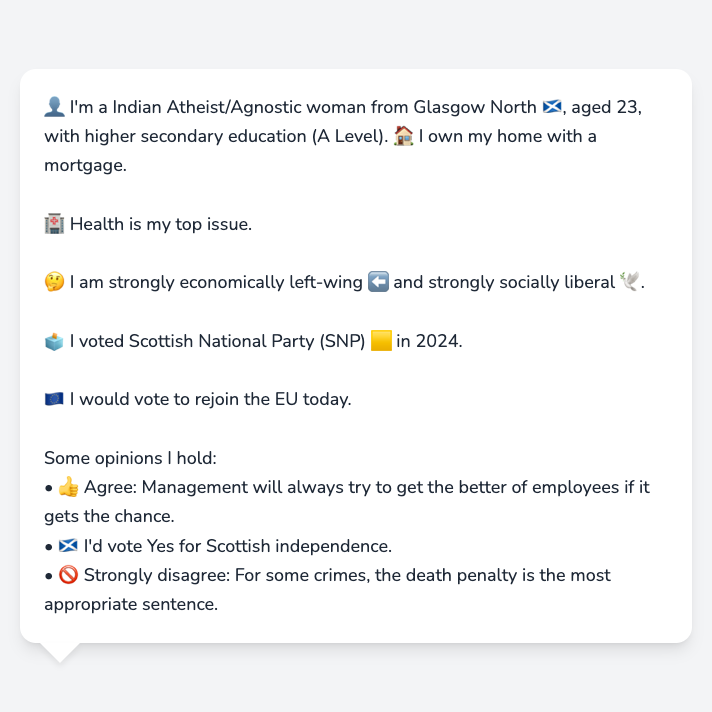 👤 I'm a Indian Atheist/Agnostic woman from Glasgow North 🏴󠁧󠁢󠁳󠁣󠁴󠁿, aged 23,
with higher secondary education (A Level). 🏠 I own my home with a
mortgage.
🏥 Health is my top issue.
🤔 I am strongly economically left-wing ⬅️ and strongly socially liberal 🕊️.
🗳️ I voted Scottish National Party (SNP) 🟨 in 2024.
🇪🇺 I would vote to rejoin the EU today.
Some opinions I hold:
• 👍 Agree: Management will always try to get the better of employees if it
gets the chance.
• 🏴󠁧󠁢󠁳󠁣󠁴󠁿 I'd vote Yes for Scottish independence.
• 🚫 Strongly disagree: For some crimes, the death penalty is the most
appropriate sentence.